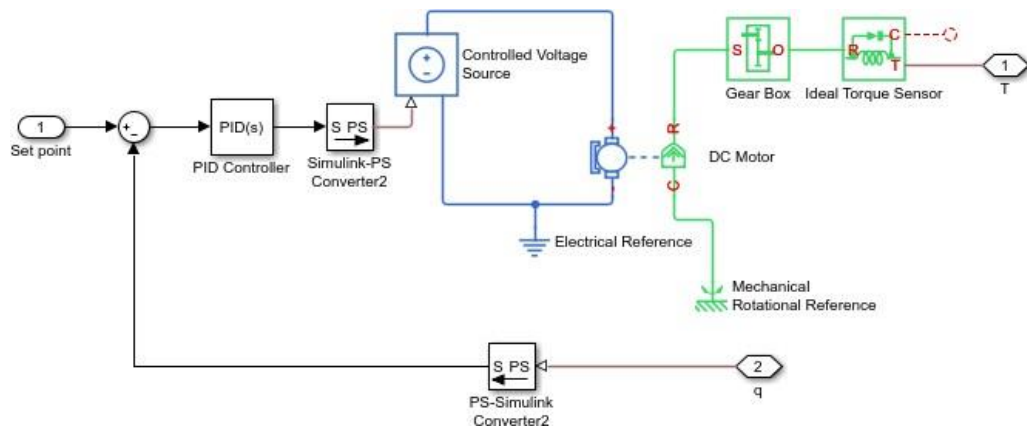 Controlled Voltage
Source
S
O
Gear Box
R
C
T
Ideal Torque Sensor
1
T
1
Set point
PID(s)
PID Controller
S PS
Simulink-PS
Converter2
R
DC Motor
C
Electrical Reference
Mechanical
Rotational Reference
S PS
PS-Simulink
Converter2
2
q